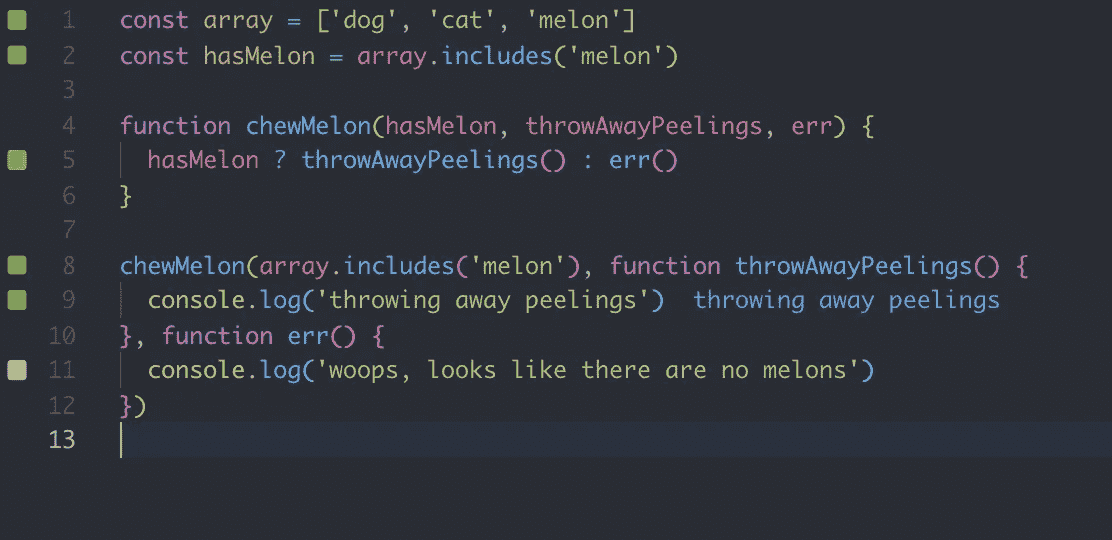 1 const array = ['dog', 'cat', 'melon']
2 const hasMelon = array.includes('melon')
3
4 function chewMelon(hasMelon, throwAwayPeelings, err) {
5   hasMelon ? throwAwayPeelings() : err()
6 }
7
8 chewMelon(array.includes('melon'), function throwAwayPeelings() {
9   console.log('throwing away peelings')  throwing away peelings
10 }, function err() {
11   console.log('woops, looks like there are no melons')
12 })
13